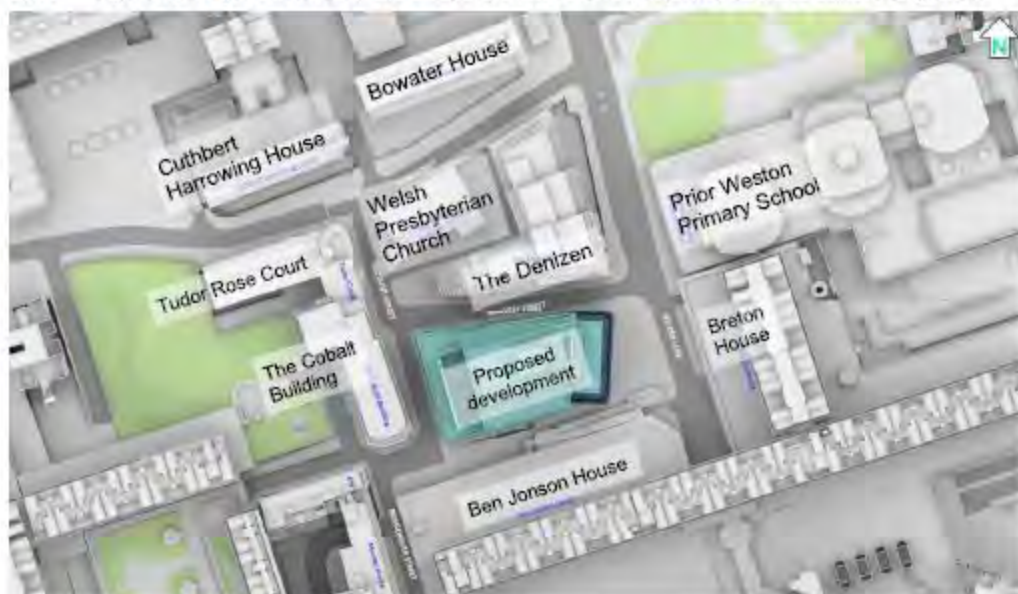 N
Bowater House
Cuthbert
Harrowing House
Welsh
Presbyterian
Church
Prior Weston
Primary School
The Denizen
Tudor Rose Court
Breton
House
The Cobalt
Building
Proposed
development
Ben Jonson House